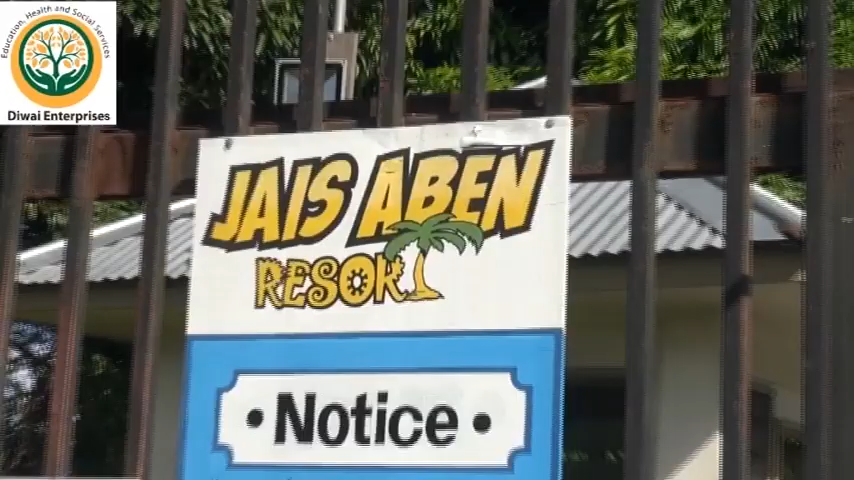 Education, Health and Social Services
Diwai Enterprises
JAIS ABEN
RESORT
• Notice •